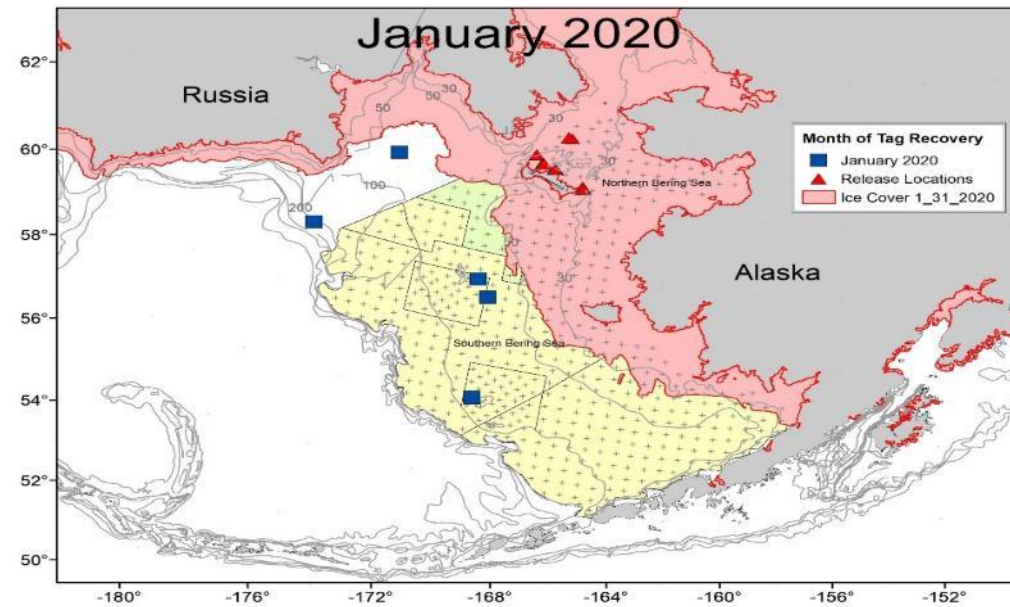 January 2020
62°
60°
58°
56°
54°
52°
50°
-180°
-176°
-172°
-168°
-164°
-160°
-156°
-152°
Russia
Alaska
Northern Bering Sea
Southern Bering Sea
50
50
30
30
30
100
200
30
Month of Tag Recovery
January 2020
Release Locations
Ice Cover 1_31_2020